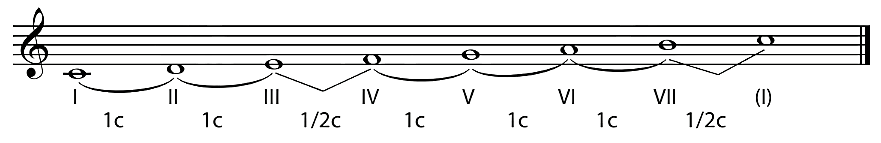 I II III IV V VI VII (I)
1c 1c 1/2c 1c 1c 1c 1/2c